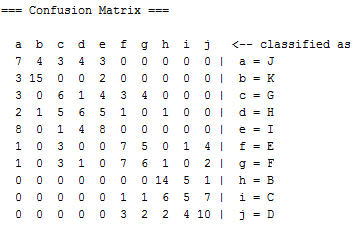 === Confusion Matrix ===
a b c d e f g h i j <-- classified as
7 4 3 4 3 0 0 0 0 0 | a = J
3 15 0 0 2 0 0 0 0 0 | b = K
3 0 6 1 4 3 4 0 0 0 | c = G
2 1 5 6 5 1 0 1 0 0 | d = H
8 0 1 4 8 0 0 0 0 0 | e = I
1 0 3 0 0 7 5 0 1 4 | f = E
1 0 3 1 0 7 6 1 0 2 | g = F
0 0 0 0 0 0 0 14 5 1 | h = B
0 0 0 0 0 1 1 6 5 7 | i = C
0 0 0 0 0 3 2 2 4 10 | j = D